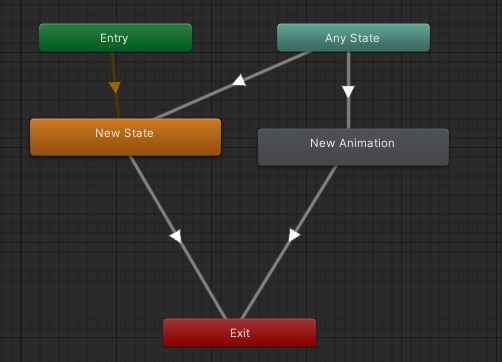 Entry
Any State
New State
New Animation
Exit